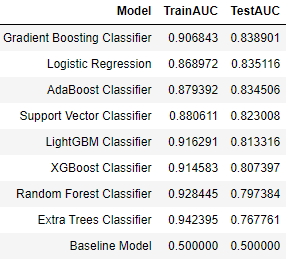 Model TrainAUC TestAUC
Gradient Boosting Classifier 0.906843 0.838901
Logistic Regression 0.868972 0.835116
AdaBoost Classifier 0.879392 0.834506
Support Vector Classifier 0.880611 0.823008
LightGBM Classifier 0.916291 0.813316
XGBoost Classifier 0.914583 0.807397
Random Forest Classifier 0.928445 0.797384
Extra Trees Classifier 0.942395 0.767761
Baseline Model 0.500000 0.500000